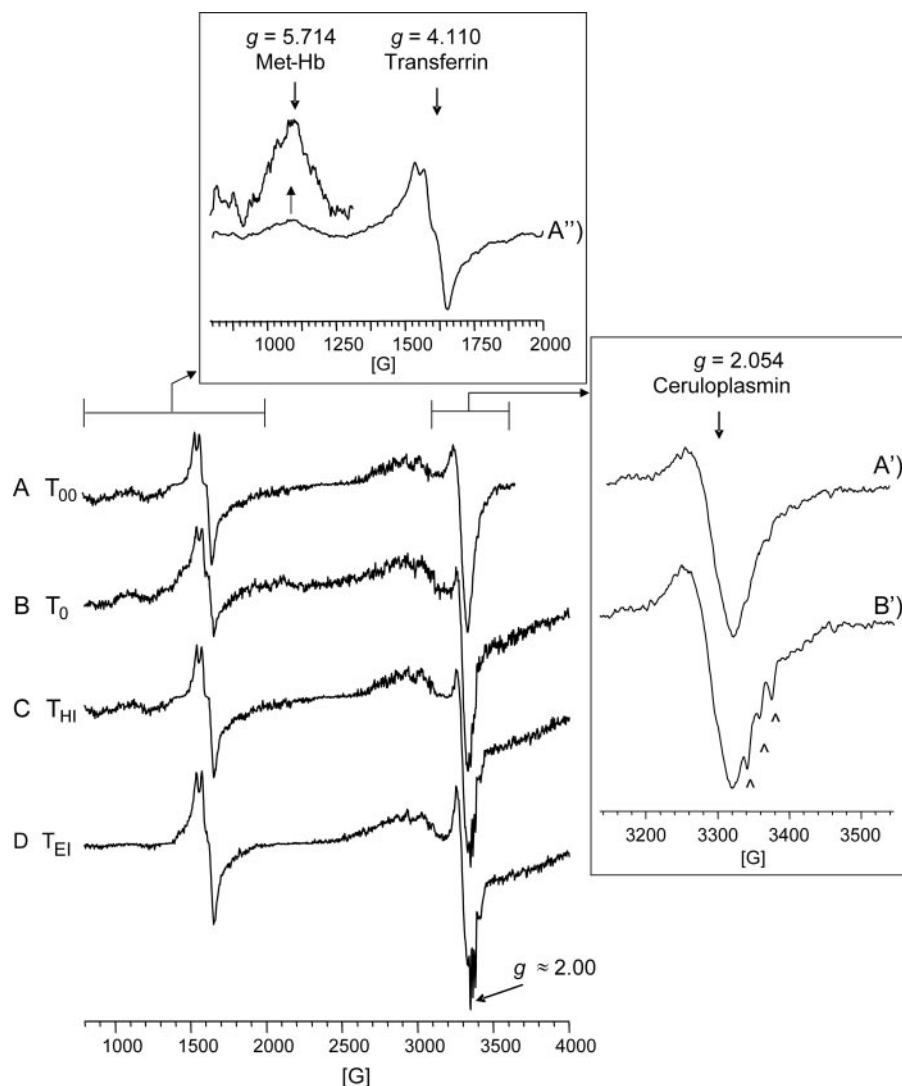 g = 5.714 g = 4.110
Met-Hb Transferrin
A'')
1000 1250 1500 1750 2000
[G]
g = 2.054
Ceruloplasmin
A')
B')
^
^
^
3200 3300 3400 3500
[G]
A T00
B T0
C THI
D TEI
g ≈ 2.00
1000 1500 2000 2500 3000 3500 4000
[G]